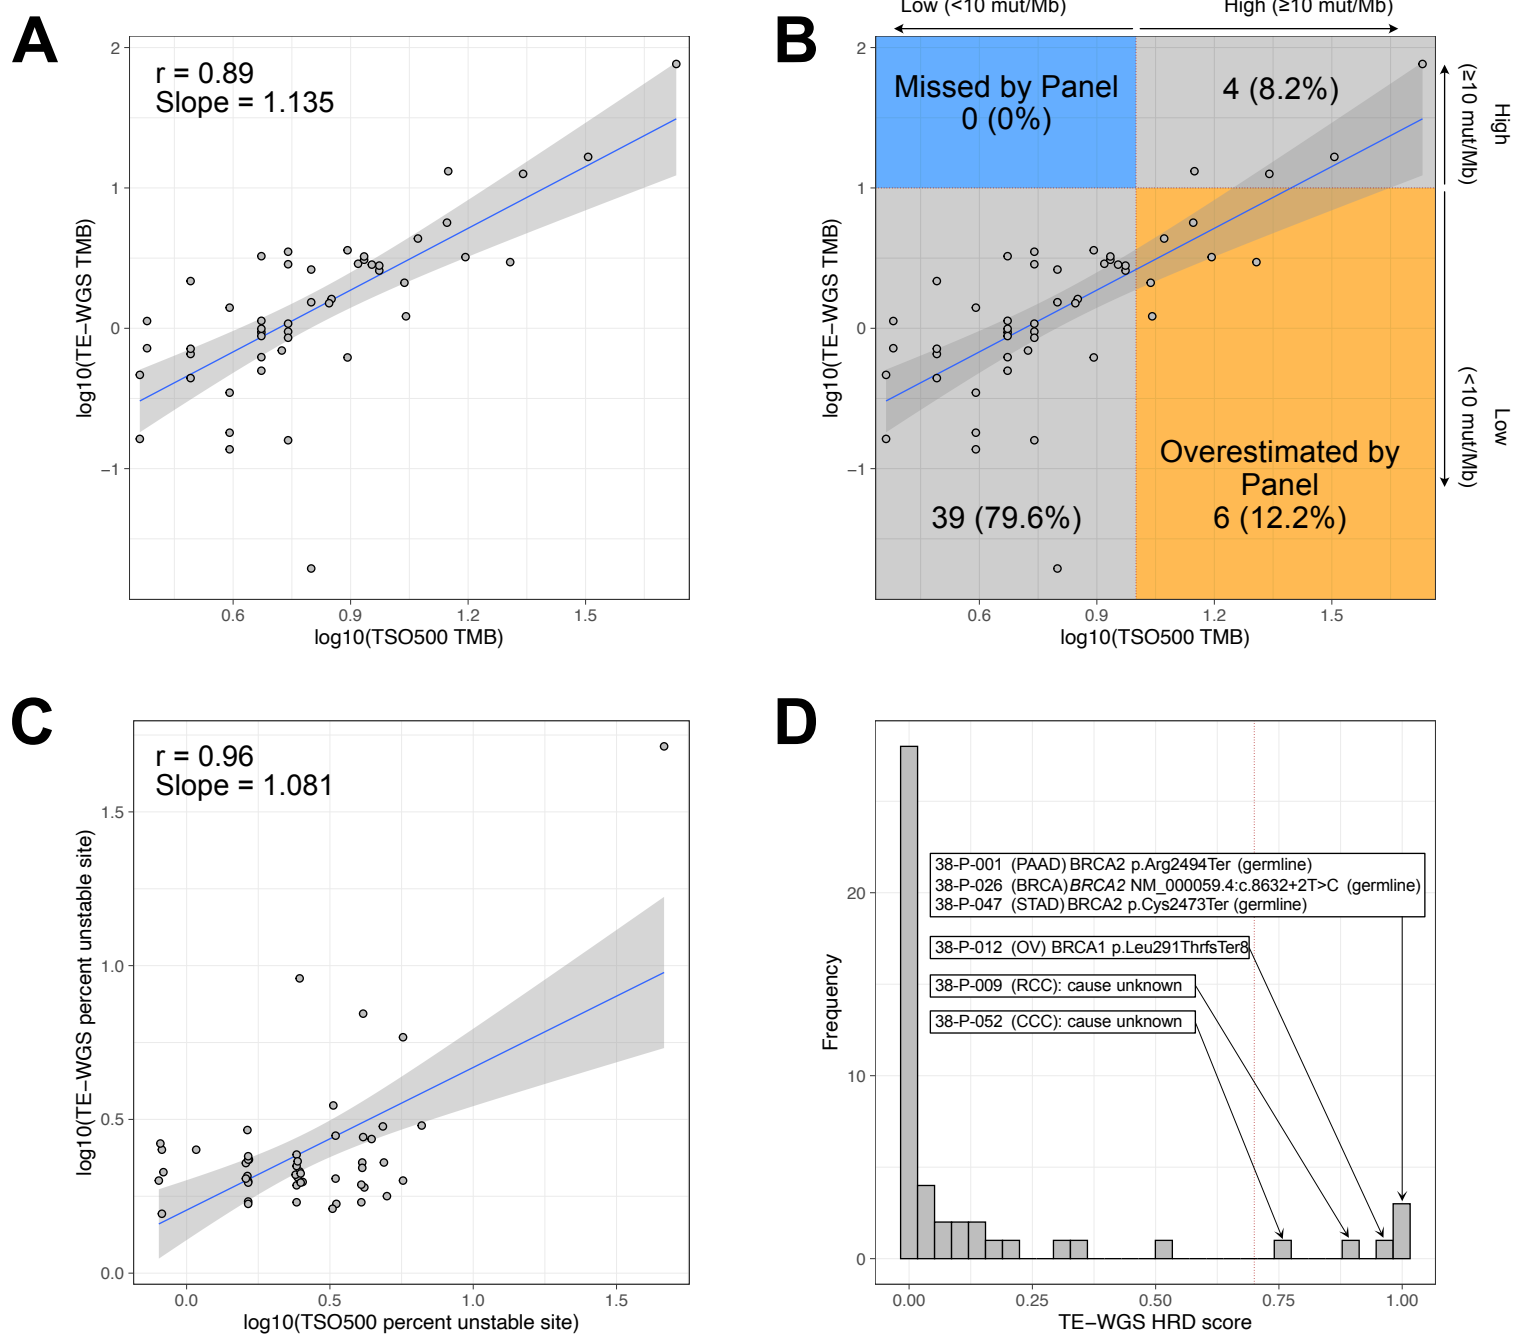 A
r = 0.89
Slope = 1.135
2
1
0
−1
log10(TE−WGS TMB)
0.6 0.9 1.2 1.5
log10(TSO500 TMB)
B
Low (<10 mut/Mb) High (≥10 mut/Mb)
Missed by Panel
0 (0%)
4 (8.2%)
Overestimated by
Panel
39 (79.6%)
6 (12.2%)
2
1
0
−1
log10(TE−WGS TMB)
High
(≥10 mut/Mb)
Low
(<10 mut/Mb)
0.6 0.9 1.2 1.5
log10(TSO500 TMB)
C
r = 0.96
Slope = 1.081
1.5
1.0
0.5
0.0
log10(TE−WGS percent unstable site)
0.0 0.5 1.0 1.5
log10(TSO500 percent unstable site)
D
38-P-001 (PAAD) BRCA2 p.Arg2494Ter (germline)
38-P-026 (BRCA) BRCA2 NM_000059.4:c.8632+2T>C (germline)
38-P-047 (STAD) BRCA2 p.Cys2473Ter (germline)
38-P-012 (OV) BRCA1 p.Leu291ThrfsTer8
38-P-009 (RCC): cause unknown
38-P-052 (CCC): cause unknown
20
10
0
Frequency
0.00 0.25 0.50 0.75 1.00
TE−WGS HRD score